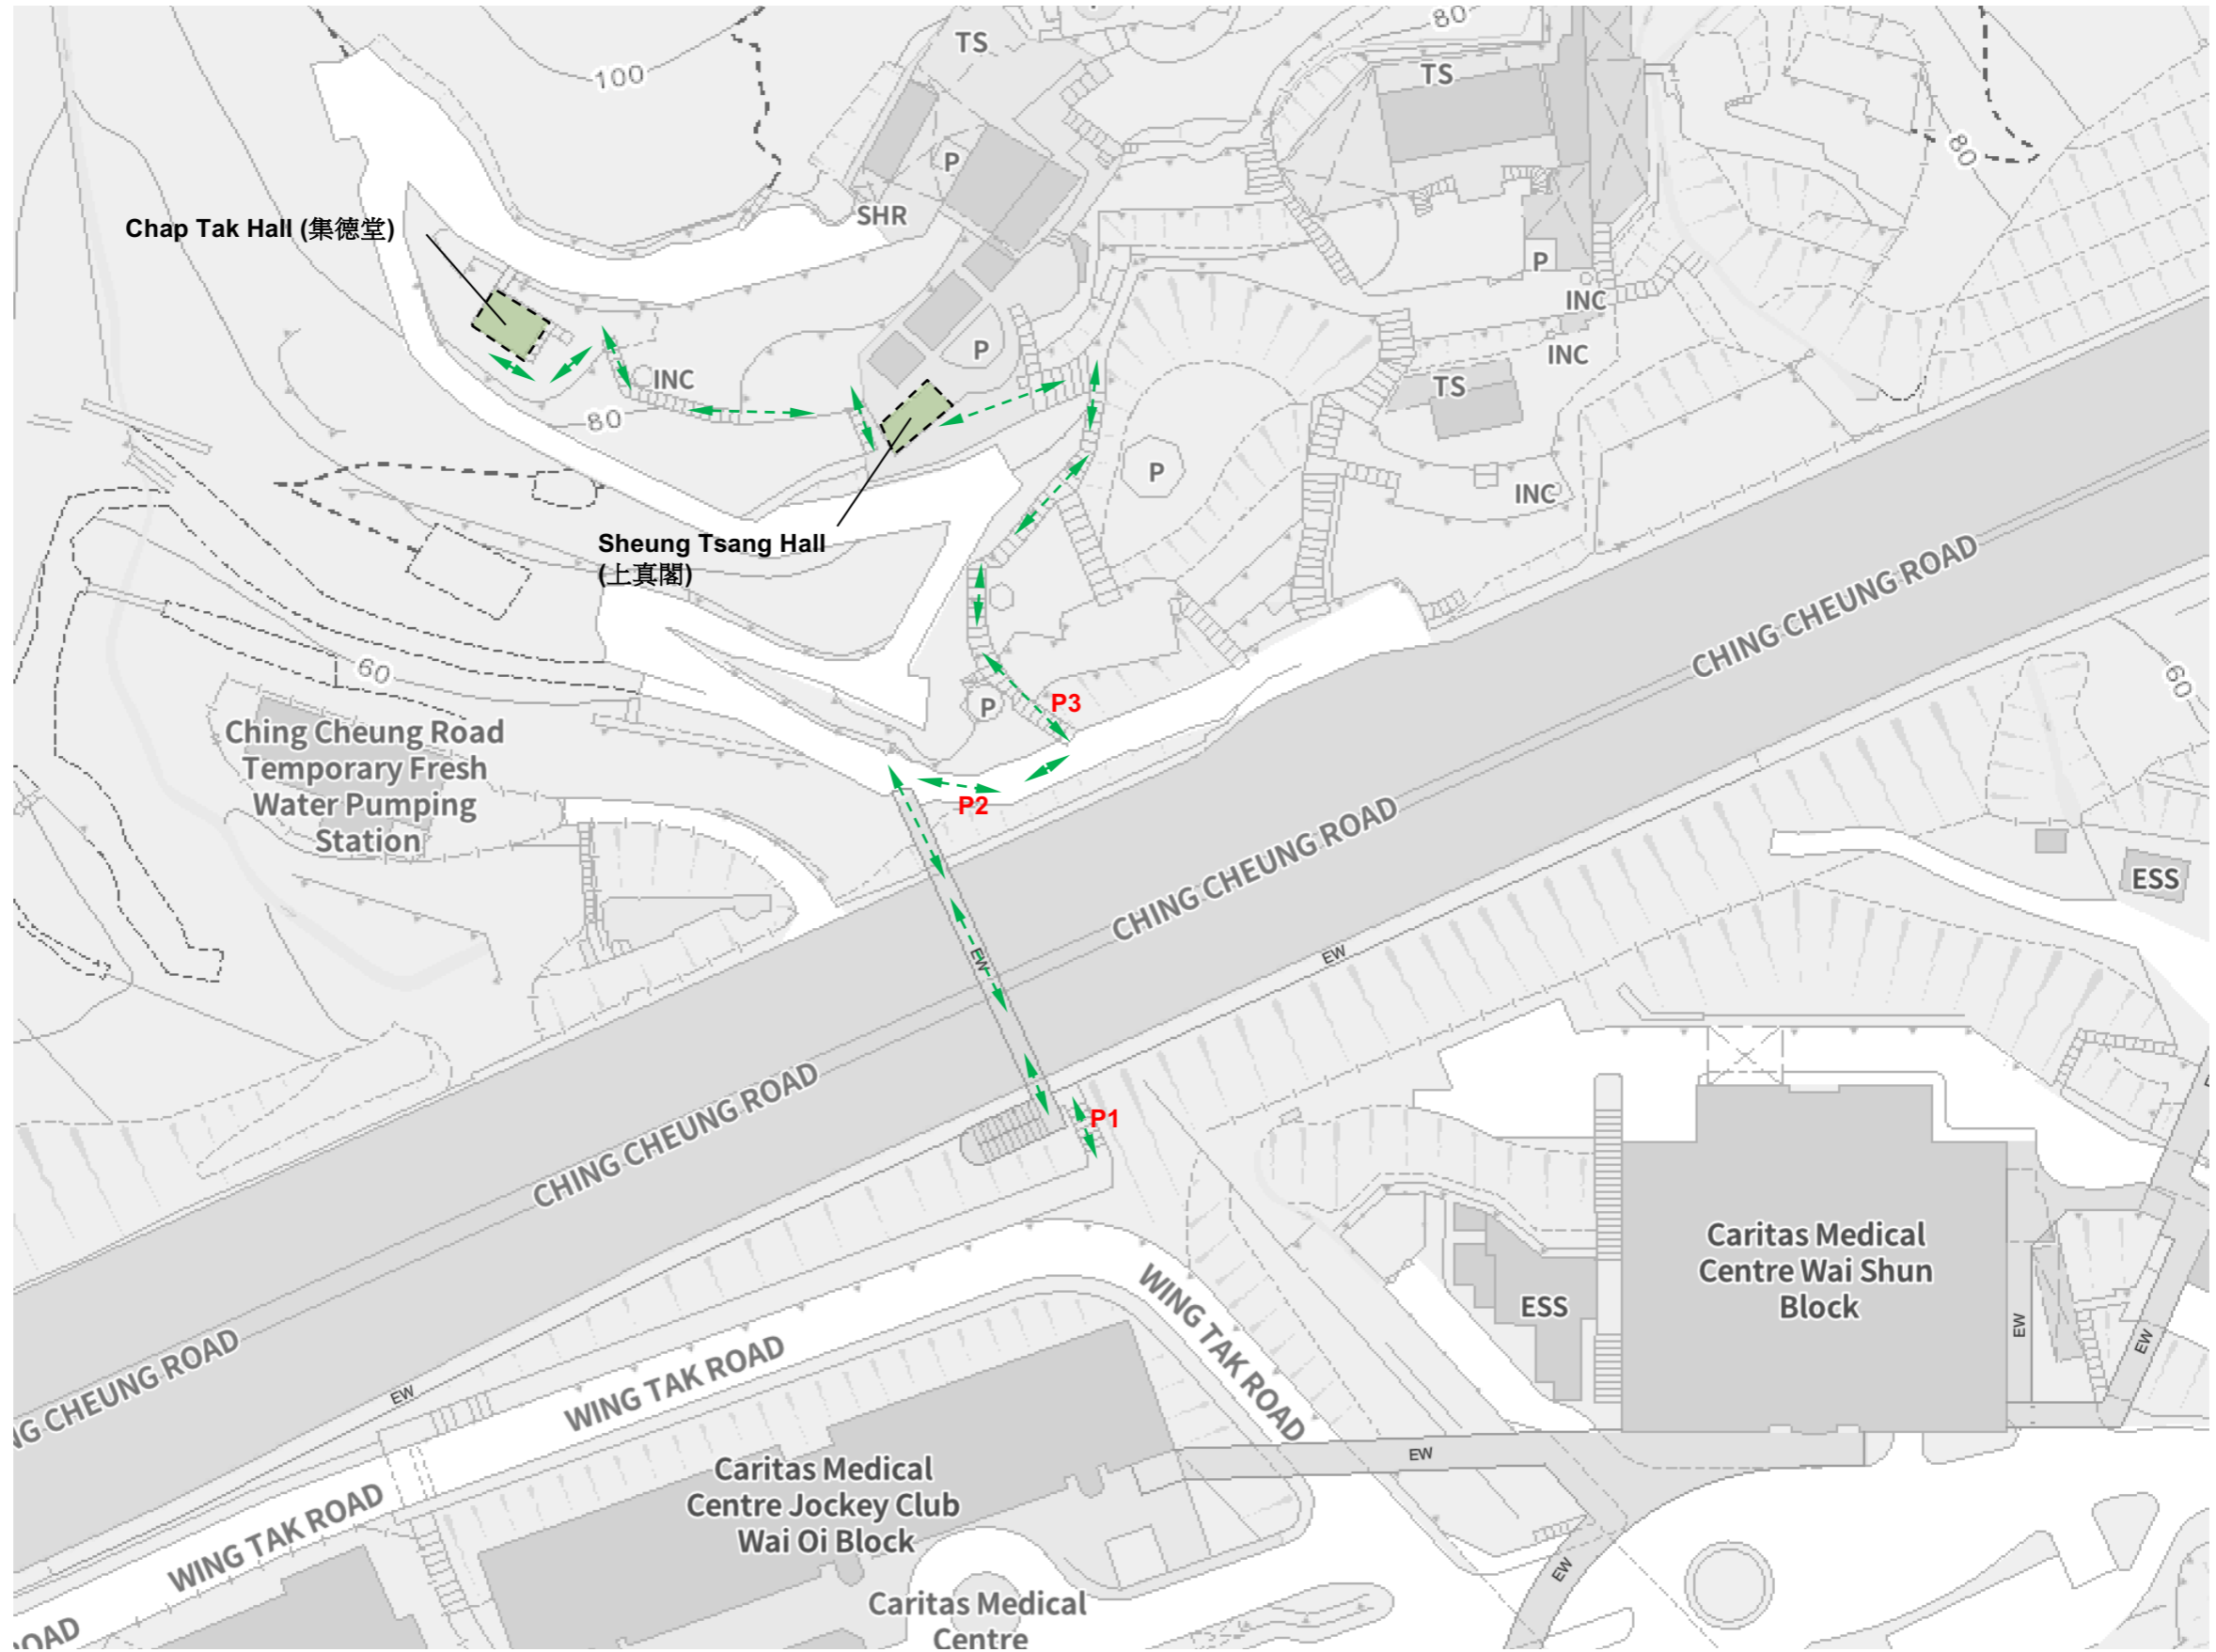 80
TS
TS
100
80
P
SHR
Chap Tak Hall (集德堂)
P
INC
INC
P
INC
TS
80
P
INC
Sheung Tsang Hall
(上真閣)
CHING CHEUNG ROAD
60
60
P3
P
Ching Cheung Road
Temporary Fresh
Water Pumping
Station
P2
CHING CHEUNG ROAD
ESS
EW
EW
P1
CHING CHEUNG ROAD
Caritas Medical
Centre Wai Shun
Block
WING TAK ROAD
ESS
EW
EW
NG CHEUNG ROAD
EW
WING TAK ROAD
EW
Caritas Medical
Centre Jockey Club
Wai Oi Block
WING TAK ROAD
EW
Caritas Medical
Centre
ROAD